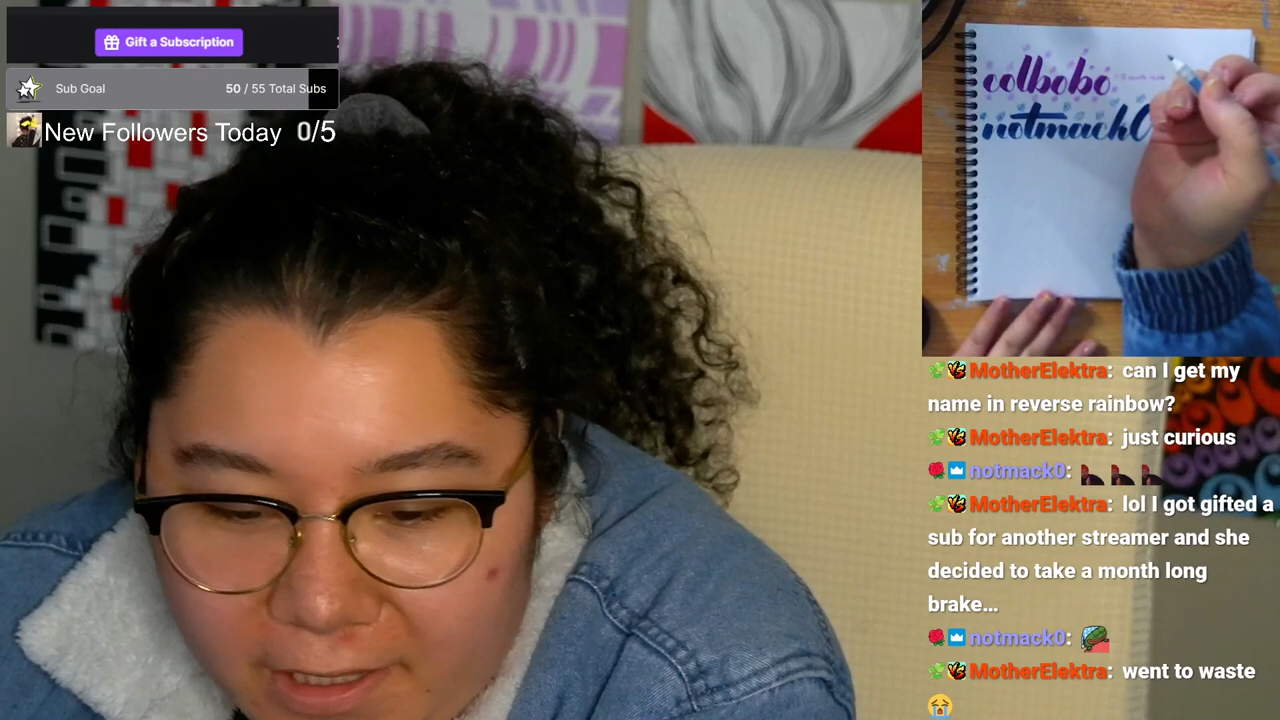 Gift a Subscription
Sub Goal 50 / 55 Total Subs
New Followers Today 0/5
colbobo
notmack0
MotherElektra: can I get my
name in reverse rainbow?
MotherElektra: just curious
notmack0:
MotherElektra: lol I got gifted a
sub for another streamer and she
decided to take a month long
brake…
notmack0:
MotherElektra: went to waste